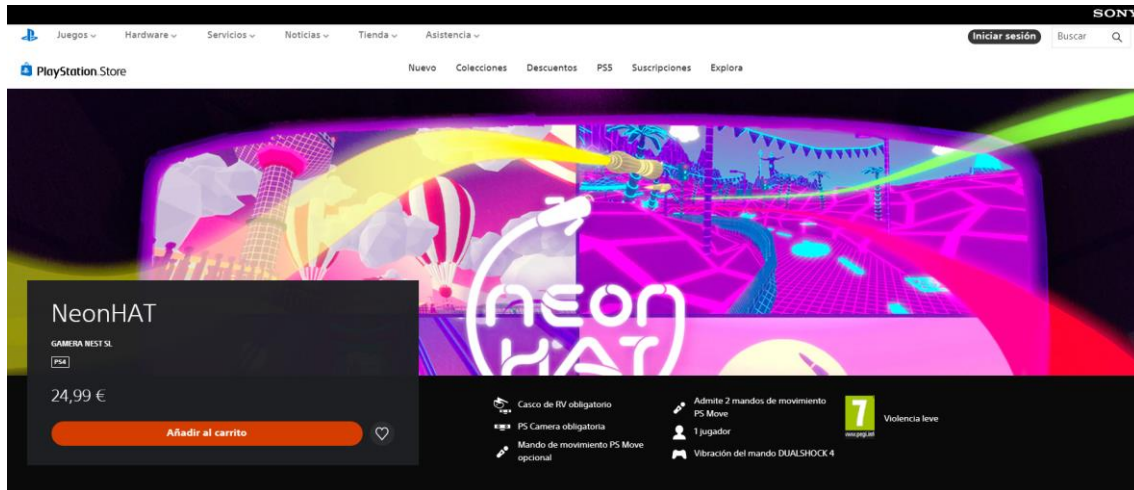 SONY
Juegos Hardware Servicios Noticias Tienda Asistencia Iniciar sesión Buscar
PlayStation.Store
Nuevo Colecciones Descuentos PS5 Suscripciones Explora
NEON
HAT
NeonHAT
GAMERA NEST SL
PS4
24,99 €
Añadir al carrito
Casco de RV obligatorio
PS Camera obligatoria
Mando de movimiento PS Move
opcional
Admite 2 mandos de movimiento
PS Move
1 jugador
Vibración del mando DUALSHOCK 4
7
www.pegi.info
Violencia leve